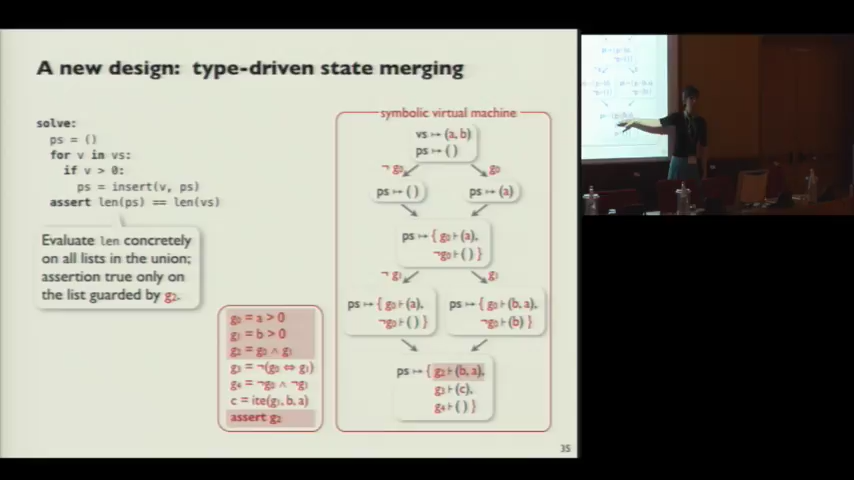 A new design: type-driven state merging
solve:
ps = ()
for v in vs:
if v > 0:
ps = insert(v, ps)
assert len(ps) == len(vs)
Evaluate len concretely
on all lists in the union;
assertion true only on
the list guarded by g₂.
g₀ = a > 0
g₁ = b > 0
g₂ = g₀ ∧ g₁
g₃ = ¬(g₀ ⇔ g₁)
g₄ = ¬g₀ ∧ ¬g₁
c = ite(g₁, b, a)
assert g₂
symbolic virtual machine
vs ↦ (a, b)
ps ↦ ()
¬ g₀ g₀
ps ↦ () ps ↦ (a)
ps ↦ { g₀ ⊦ (a),
¬g₀ ⊦ () }
¬ g₁ g₁
ps ↦ { g₀ ⊦ (a), ps ↦ { g₀ ⊦ (b, a),
¬g₀ ⊦ () } ¬g₀ ⊦ (b) }
ps ↦ { g₂ ⊦ (b, a),
g₃ ⊦ (c),
g₄ ⊦ () }
35